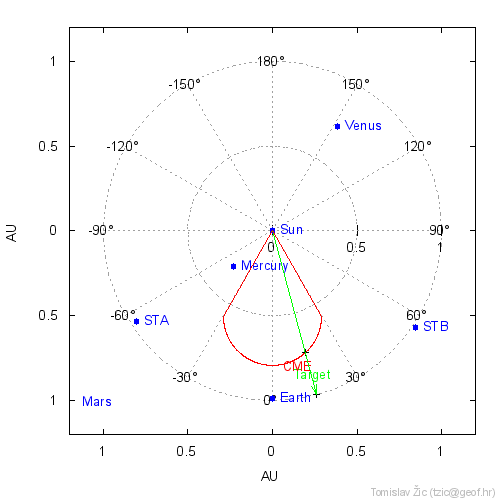 1
180°
-150°
150°
Venus
-120°
120°
0.5
AU
0
-90°
Sun
90°
0
0.5
1
Mercury
0.5
-60°
STA
60°
STB
CME
Target
-30°
30°
1
Mars
0°
Earth
1
0.5
0
0.5
1
AU
Tomislav Žic (tzic@geof.hr)